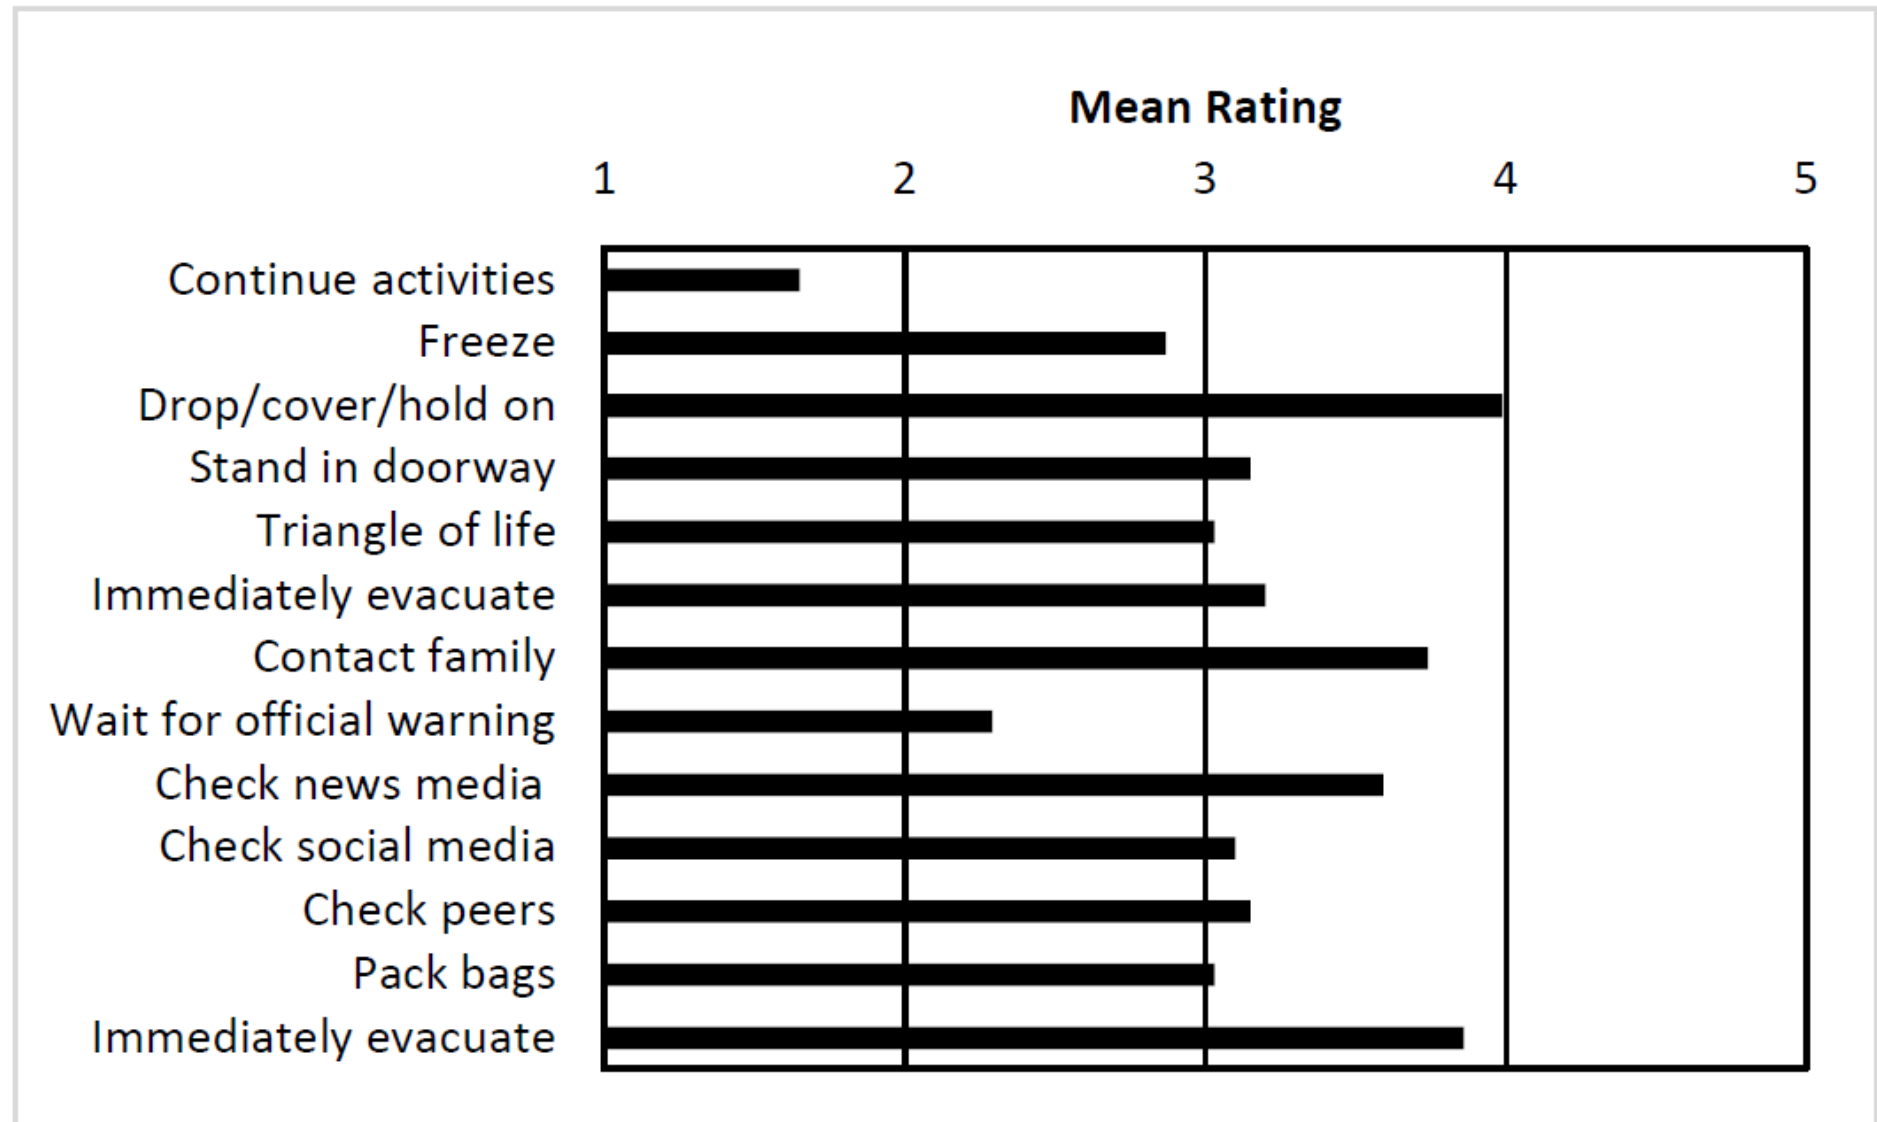 Mean Rating
1 2 3 4 5
Continue activities
Freeze
Drop/cover/hold on
Stand in doorway
Triangle of life
Immediately evacuate
Contact family
Wait for official warning
Check news media
Check social media
Check peers
Pack bags
Immediately evacuate